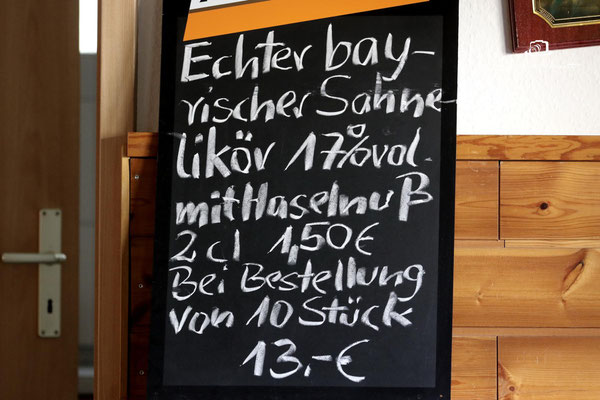 Echter bay-
rischer Sahne-
likör 17%vol.
mit Haselnuß
2 cl 1,50€
Bei Bestellung
von 10 Stück
13.-€